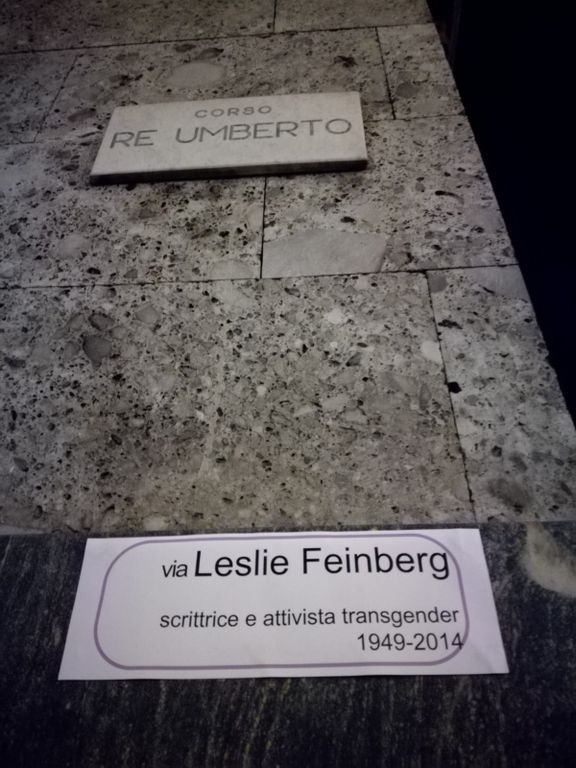 CORSO
RE UMBERTO
via Leslie Feinberg
scrittrice e attivista transgender
1949-2014